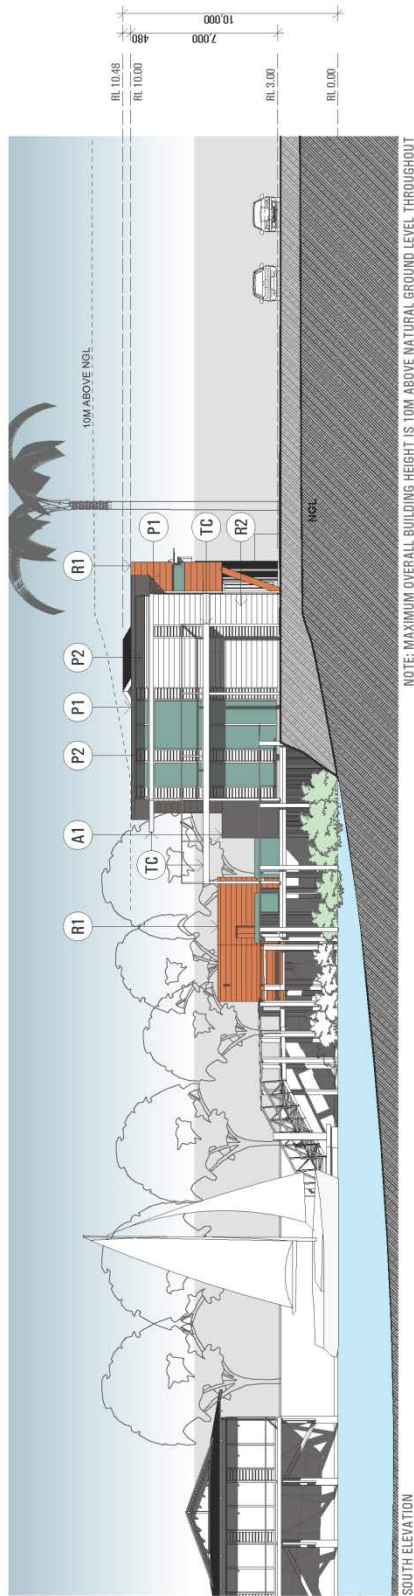 10M ABOVE NGL
R1
A1
P2
P1
P2
R1
TC
P1
TC
R2
NGL
RL 10.48
RL 10.00
RL 3.00
RL 0.00
480
7,000
10,000
SOUTH ELEVATION
NOTE: MAXIMUM OVERALL BUILDING HEIGHT IS 10M ABOVE NATURAL GROUND LEVEL THROUGHOUT